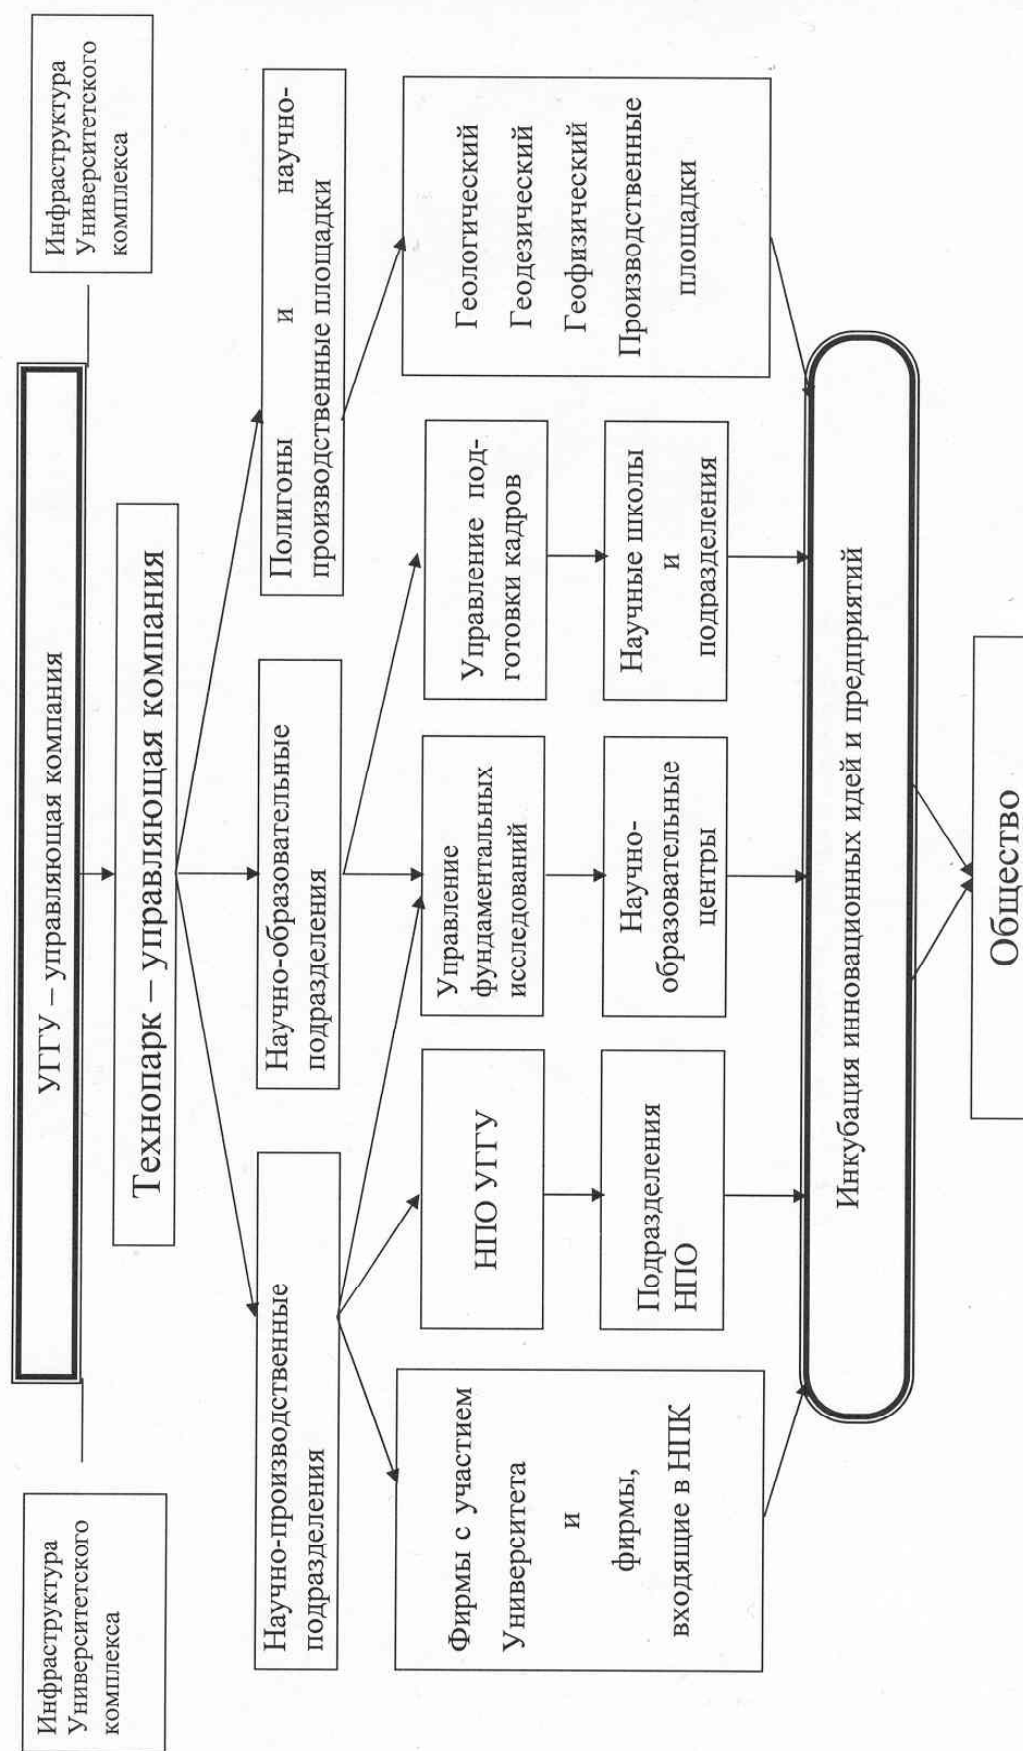 Инфраструктура
Университетского
комплекса
УГГУ – управляющая компания
Инфраструктура
Университетского
комплекса
Технопарк – управляющая компания
Научно-производственные
подразделения
Научно-образовательные
подразделения
Полигоны и научно-
производственные площадки
Фирмы с участием
Университета
и
фирмы,
входящие в НПК
НПО УГГУ
Управление
фундаментальных
исследований
Управление под-
готовки кадров
Геологический
Геодезический
Геофизический
Производственные
площадки
Подразделения
НПО
Научно-
образовательные
центры
Научные школы
и
подразделения
Инкубация инновационных идей и предприятий
Общество